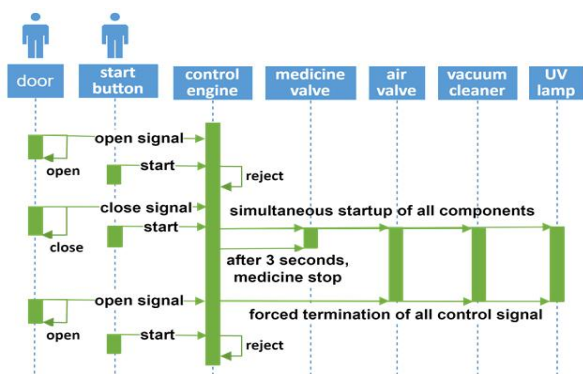 door
start
button
control
engine
medicine
valve
air
valve
vacuum
cleaner
UV
lamp
open signal
open
start
reject
close signal
simultaneous startup of all components
close
start
after 3 seconds,
medicine stop
open signal
forced termination of all control signal
open
start
reject